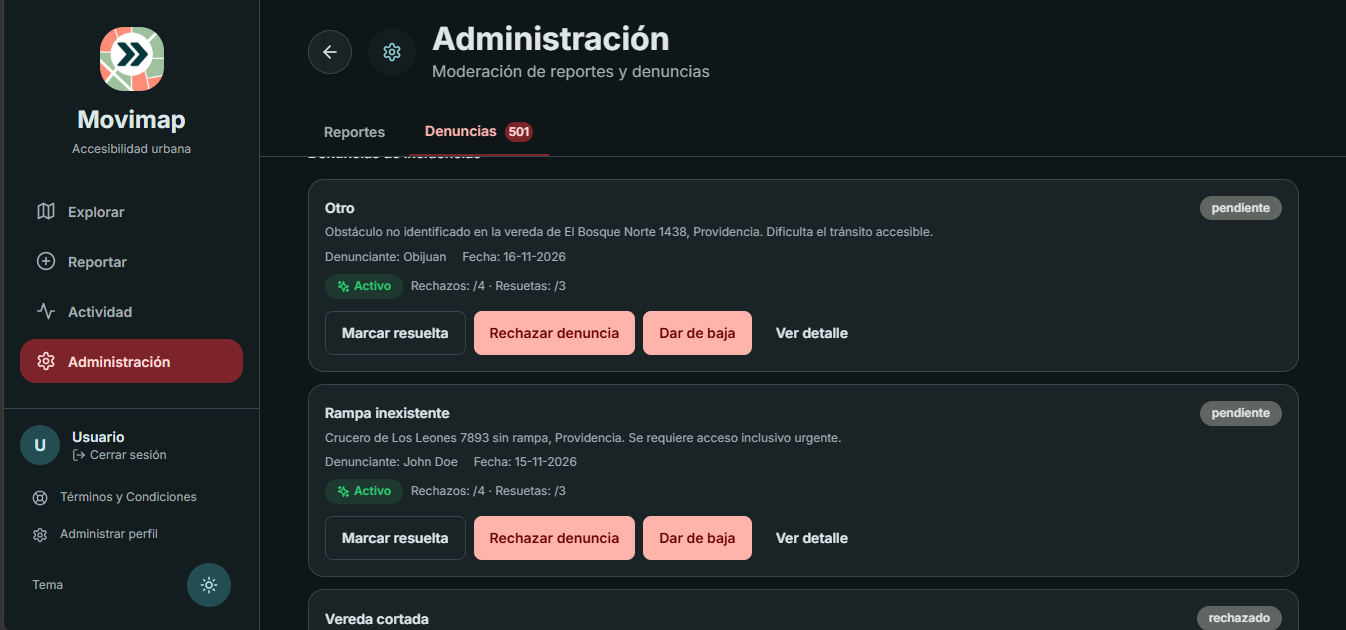 Movimap
Accesibilidad urbana
Explorar
Reportar
Actividad
Administración
U
Usuario
Cerrar sesión
Términos y Condiciones
Administrar perfil
Tema
Administración
Moderación de reportes y denuncias
Reportes
Denuncias 501
Denuncias de incidencias
Otro
pendiente
Obstáculo no identificado en la vereda de El Bosque Norte 1438, Providencia. Dificulta el tránsito accesible.
Denunciante: Obijuan Fecha: 16-11-2026
Activo Rechazos: /4 · Resuetas: /3
Marcar resuelta Rechazar denuncia Dar de baja Ver detalle
Rampa inexistente
pendiente
Crucero de Los Leones 7893 sin rampa, Providencia. Se requiere acceso inclusivo urgente.
Denunciante: John Doe Fecha: 15-11-2026
Activo Rechazos: /4 · Resuetas: /3
Marcar resuelta Rechazar denuncia Dar de baja Ver detalle
Vereda cortada
rechazado